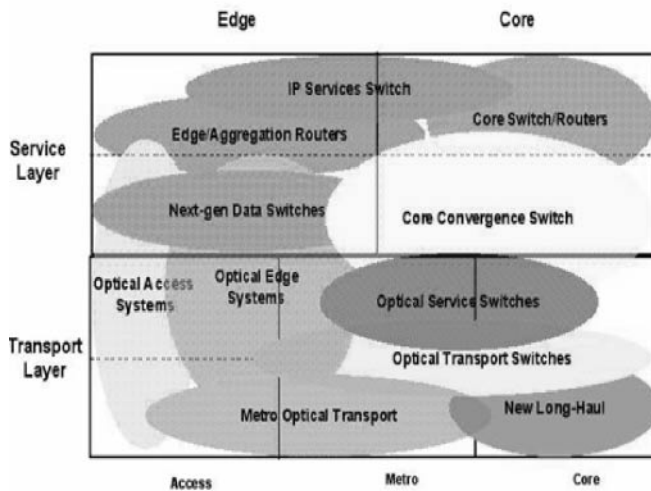 Edge
Core
IP Services Switch
Edge/Aggregation Routers
Core Switch/Routers
Service
Layer
Next-gen Data Switches
Core Convergence Switch
Optical Access
Systems
Optical Edge
Systems
Optical Service Switches
Transport
Layer
Optical Transport Switches
Metro Optical Transport
New Long-Haul
Access
Metro
Core